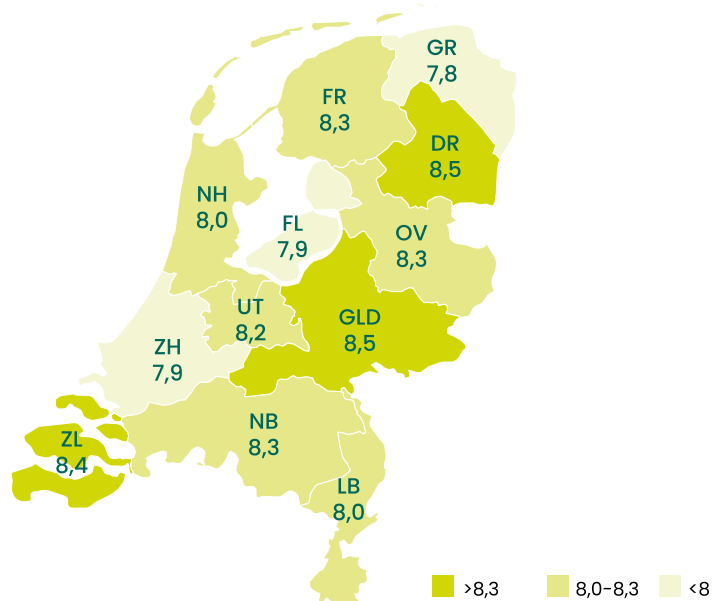 GR
7,8
FR
8,3
DR
8,5
NH
8,0
FL
7,9
OV
8,3
UT
8,2
GLD
8,5
ZH
7,9
NB
8,3
ZL
8,4
LB
8,0
>8,3
8,0-8,3
<8